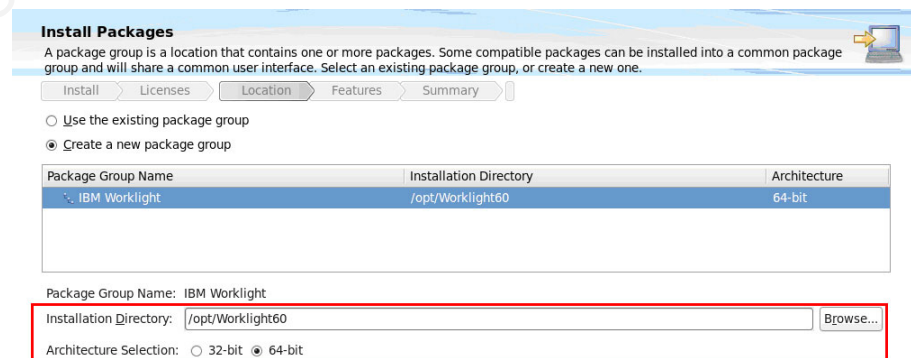 Install Packages
A package group is a location that contains one or more packages. Some compatible packages can be installed into a common package
group and will share a common user interface. Select an existing package group, or create a new one.
Install Licenses Location Features Summary
Use the existing package group
Create a new package group
Package Group Name Installation Directory Architecture
IBM Worklight /opt/Worklight60 64-bit
Package Group Name: IBM Worklight
Installation Directory: /opt/Worklight60 Browse...
Architecture Selection: 32-bit 64-bit